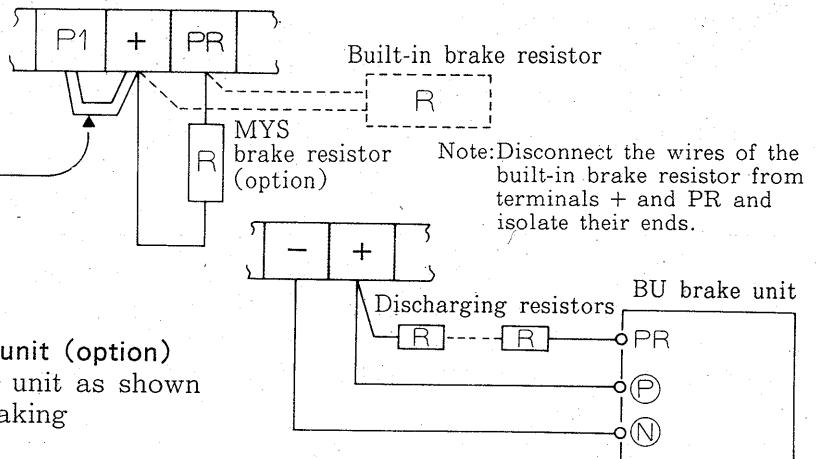 P1 + PR
Built-in brake resistor
R
MYS
brake resistor
(option)
R
Note:Disconnect the wires of the
built-in brake resistor from
terminals + and PR and
isolate their ends.
- +
Discharging resistors
R R
BU brake unit
PR
P
N
unit (option)
unit as shown
aking